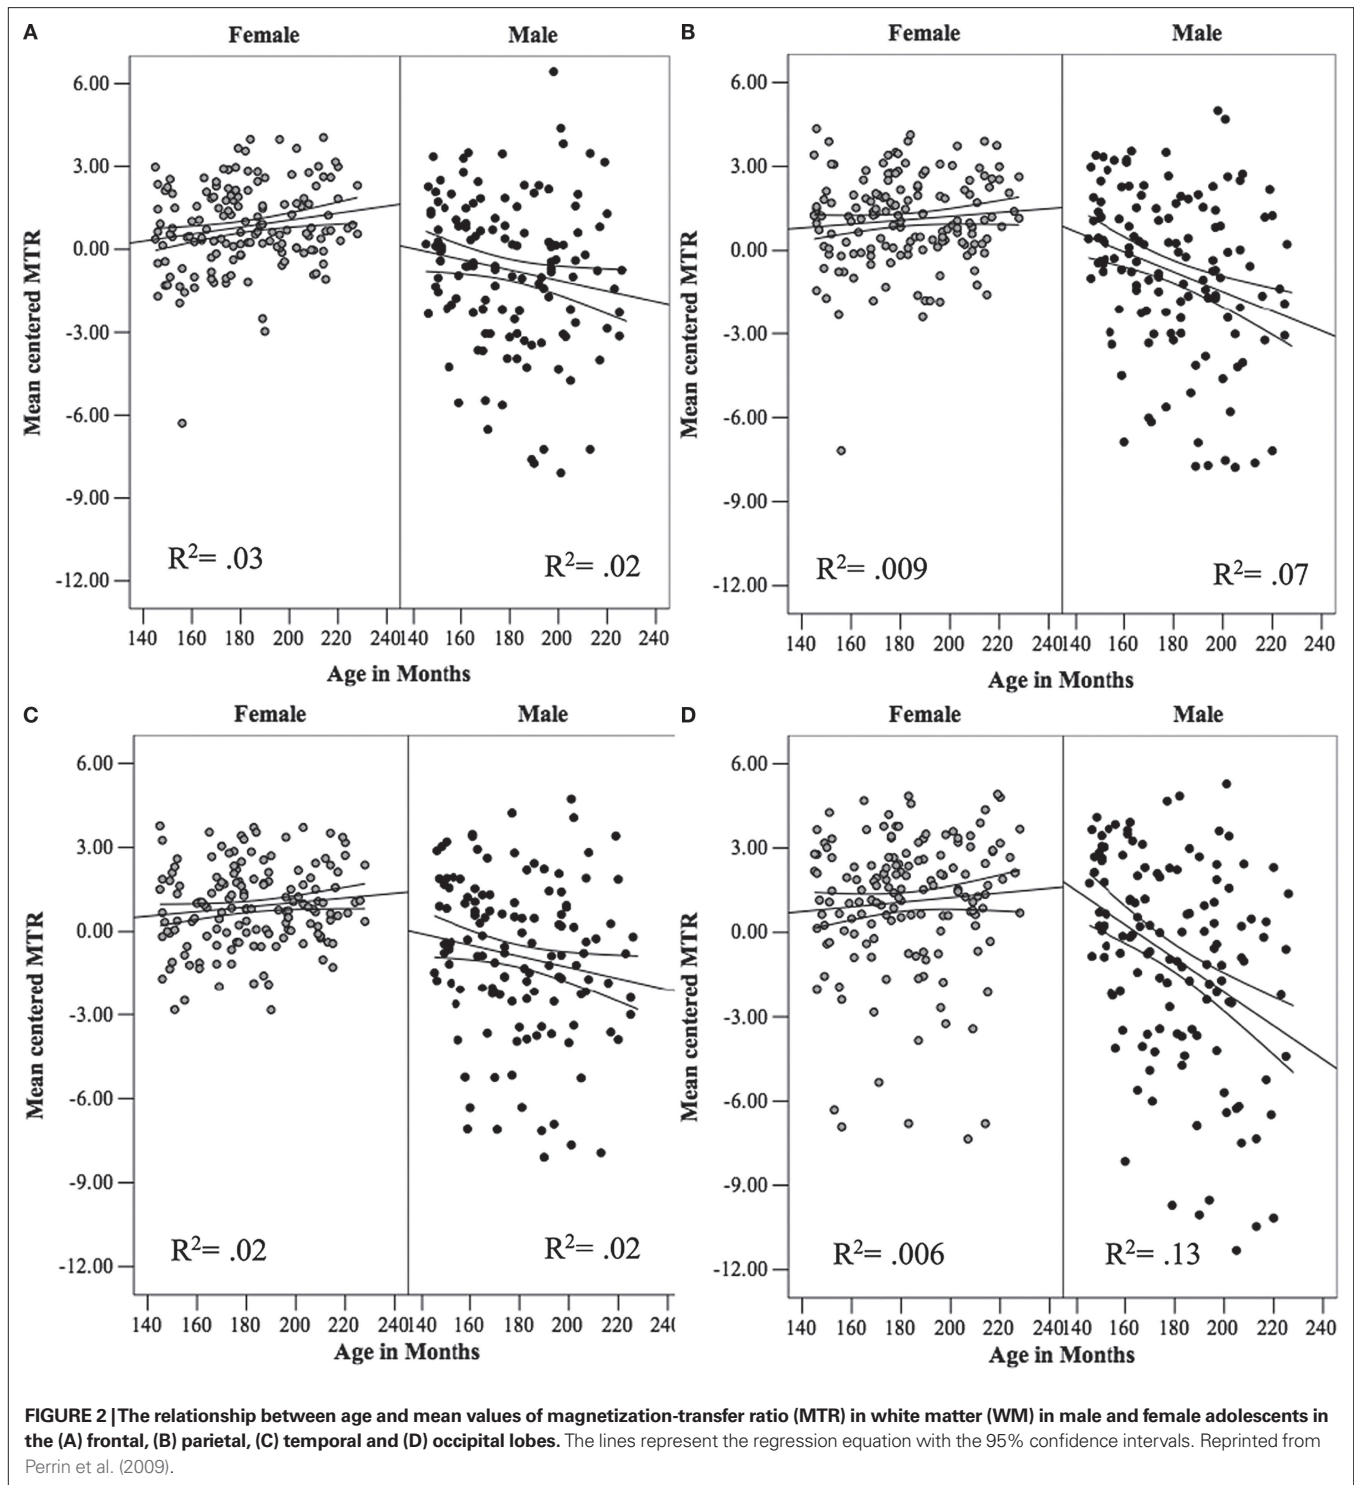 A
Female
Male
6.00
3.00
0.00
-3.00
-6.00
-9.00
-12.00
Mean centered MTR
R²= .03
R²= .02
140 160 180 200 220 240 140 160 180 200 220 240
Age in Months
B
Female
Male
6.00
3.00
0.00
-3.00
-6.00
-9.00
-12.00
Mean centered MTR
R²= .009
R²= .07
140 160 180 200 220 240 140 160 180 200 220 240
Age in Months
C
Female
Male
6.00
3.00
0.00
-3.00
-6.00
-9.00
-12.00
Mean centered MTR
R²= .02
R²= .02
140 160 180 200 220 240 140 160 180 200 220 24
Age in Months
D
Female
Male
6.00
3.00
0.00
-3.00
-6.00
-9.00
-12.00
Mean centered MTR
R²= .006
R²= .13
140 160 180 200 220 240 140 160 180 200 220 240
Age in Months
FIGURE 2 | The relationship between age and mean values of magnetization-transfer ratio (MTR) in white matter (WM) in male and female adolescents in
the (A) frontal, (B) parietal, (C) temporal and (D) occipital lobes. The lines represent the regression equation with the 95% confidence intervals. Reprinted from
Perrin et al. (2009).